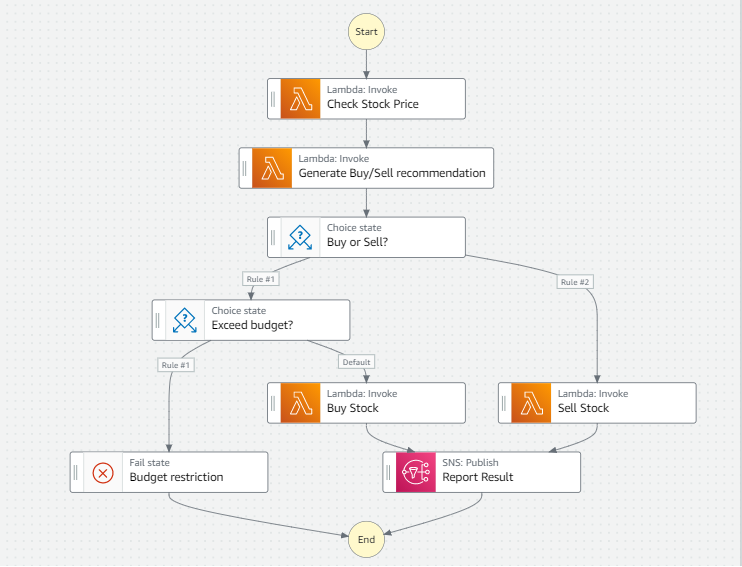 Start
Lambda: Invoke
Check Stock Price
Lambda: Invoke
Generate Buy/Sell recommendation
Choice state
Buy or Sell?
Rule #1
Rule #2
Choice state
Exceed budget?
Rule #1
Default
Lambda: Invoke
Buy Stock
Lambda: Invoke
Sell Stock
Fail state
Budget restriction
SNS: Publish
Report Result
End